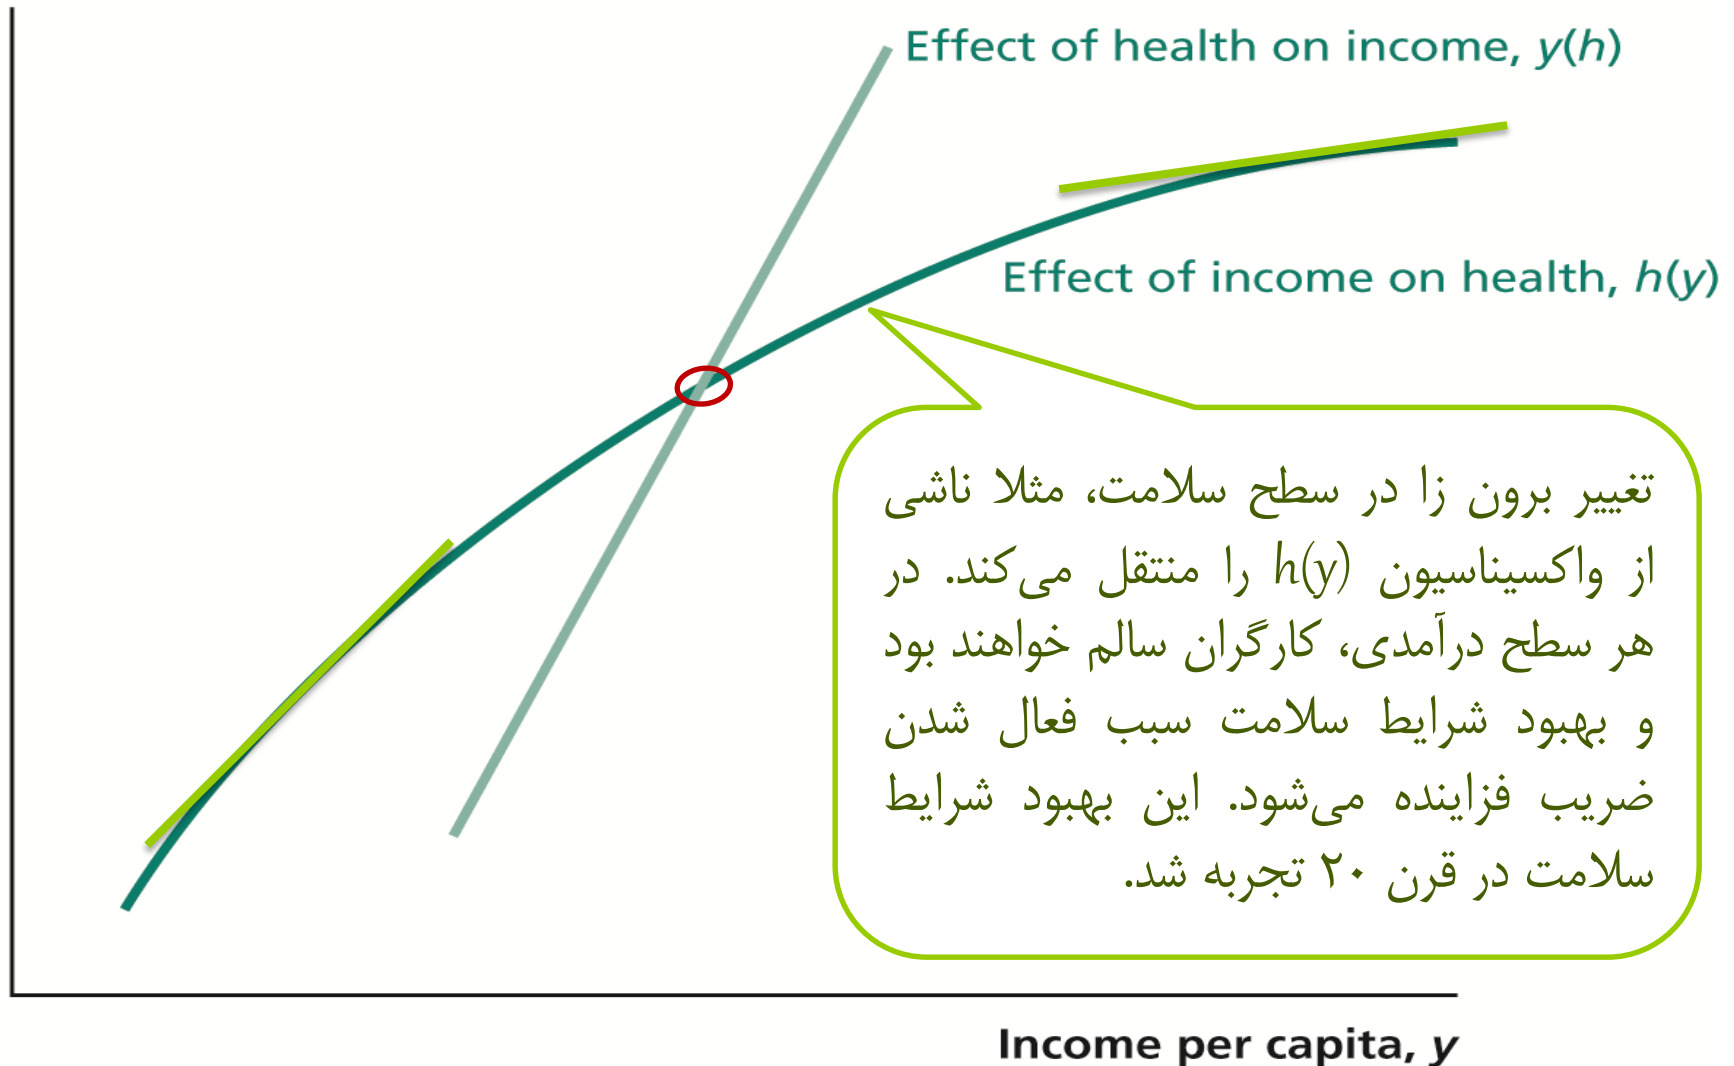 Effect of health on income, y(h)
Effect of income on health, h(y)
تغییر برون زا در سطح سلامت، مثلا ناشی
از واکسیناسیون h(y) را منتقل می‌کند. در
هر سطح درآمدی، کارگران سالم خواهند بود
و بهبود شرایط سلامت سبب فعال شدن
ضریب فزاینده می‌شود. این بهبود شرایط
سلامت در قرن ۲۰ تجربه شد.
Income per capita, y